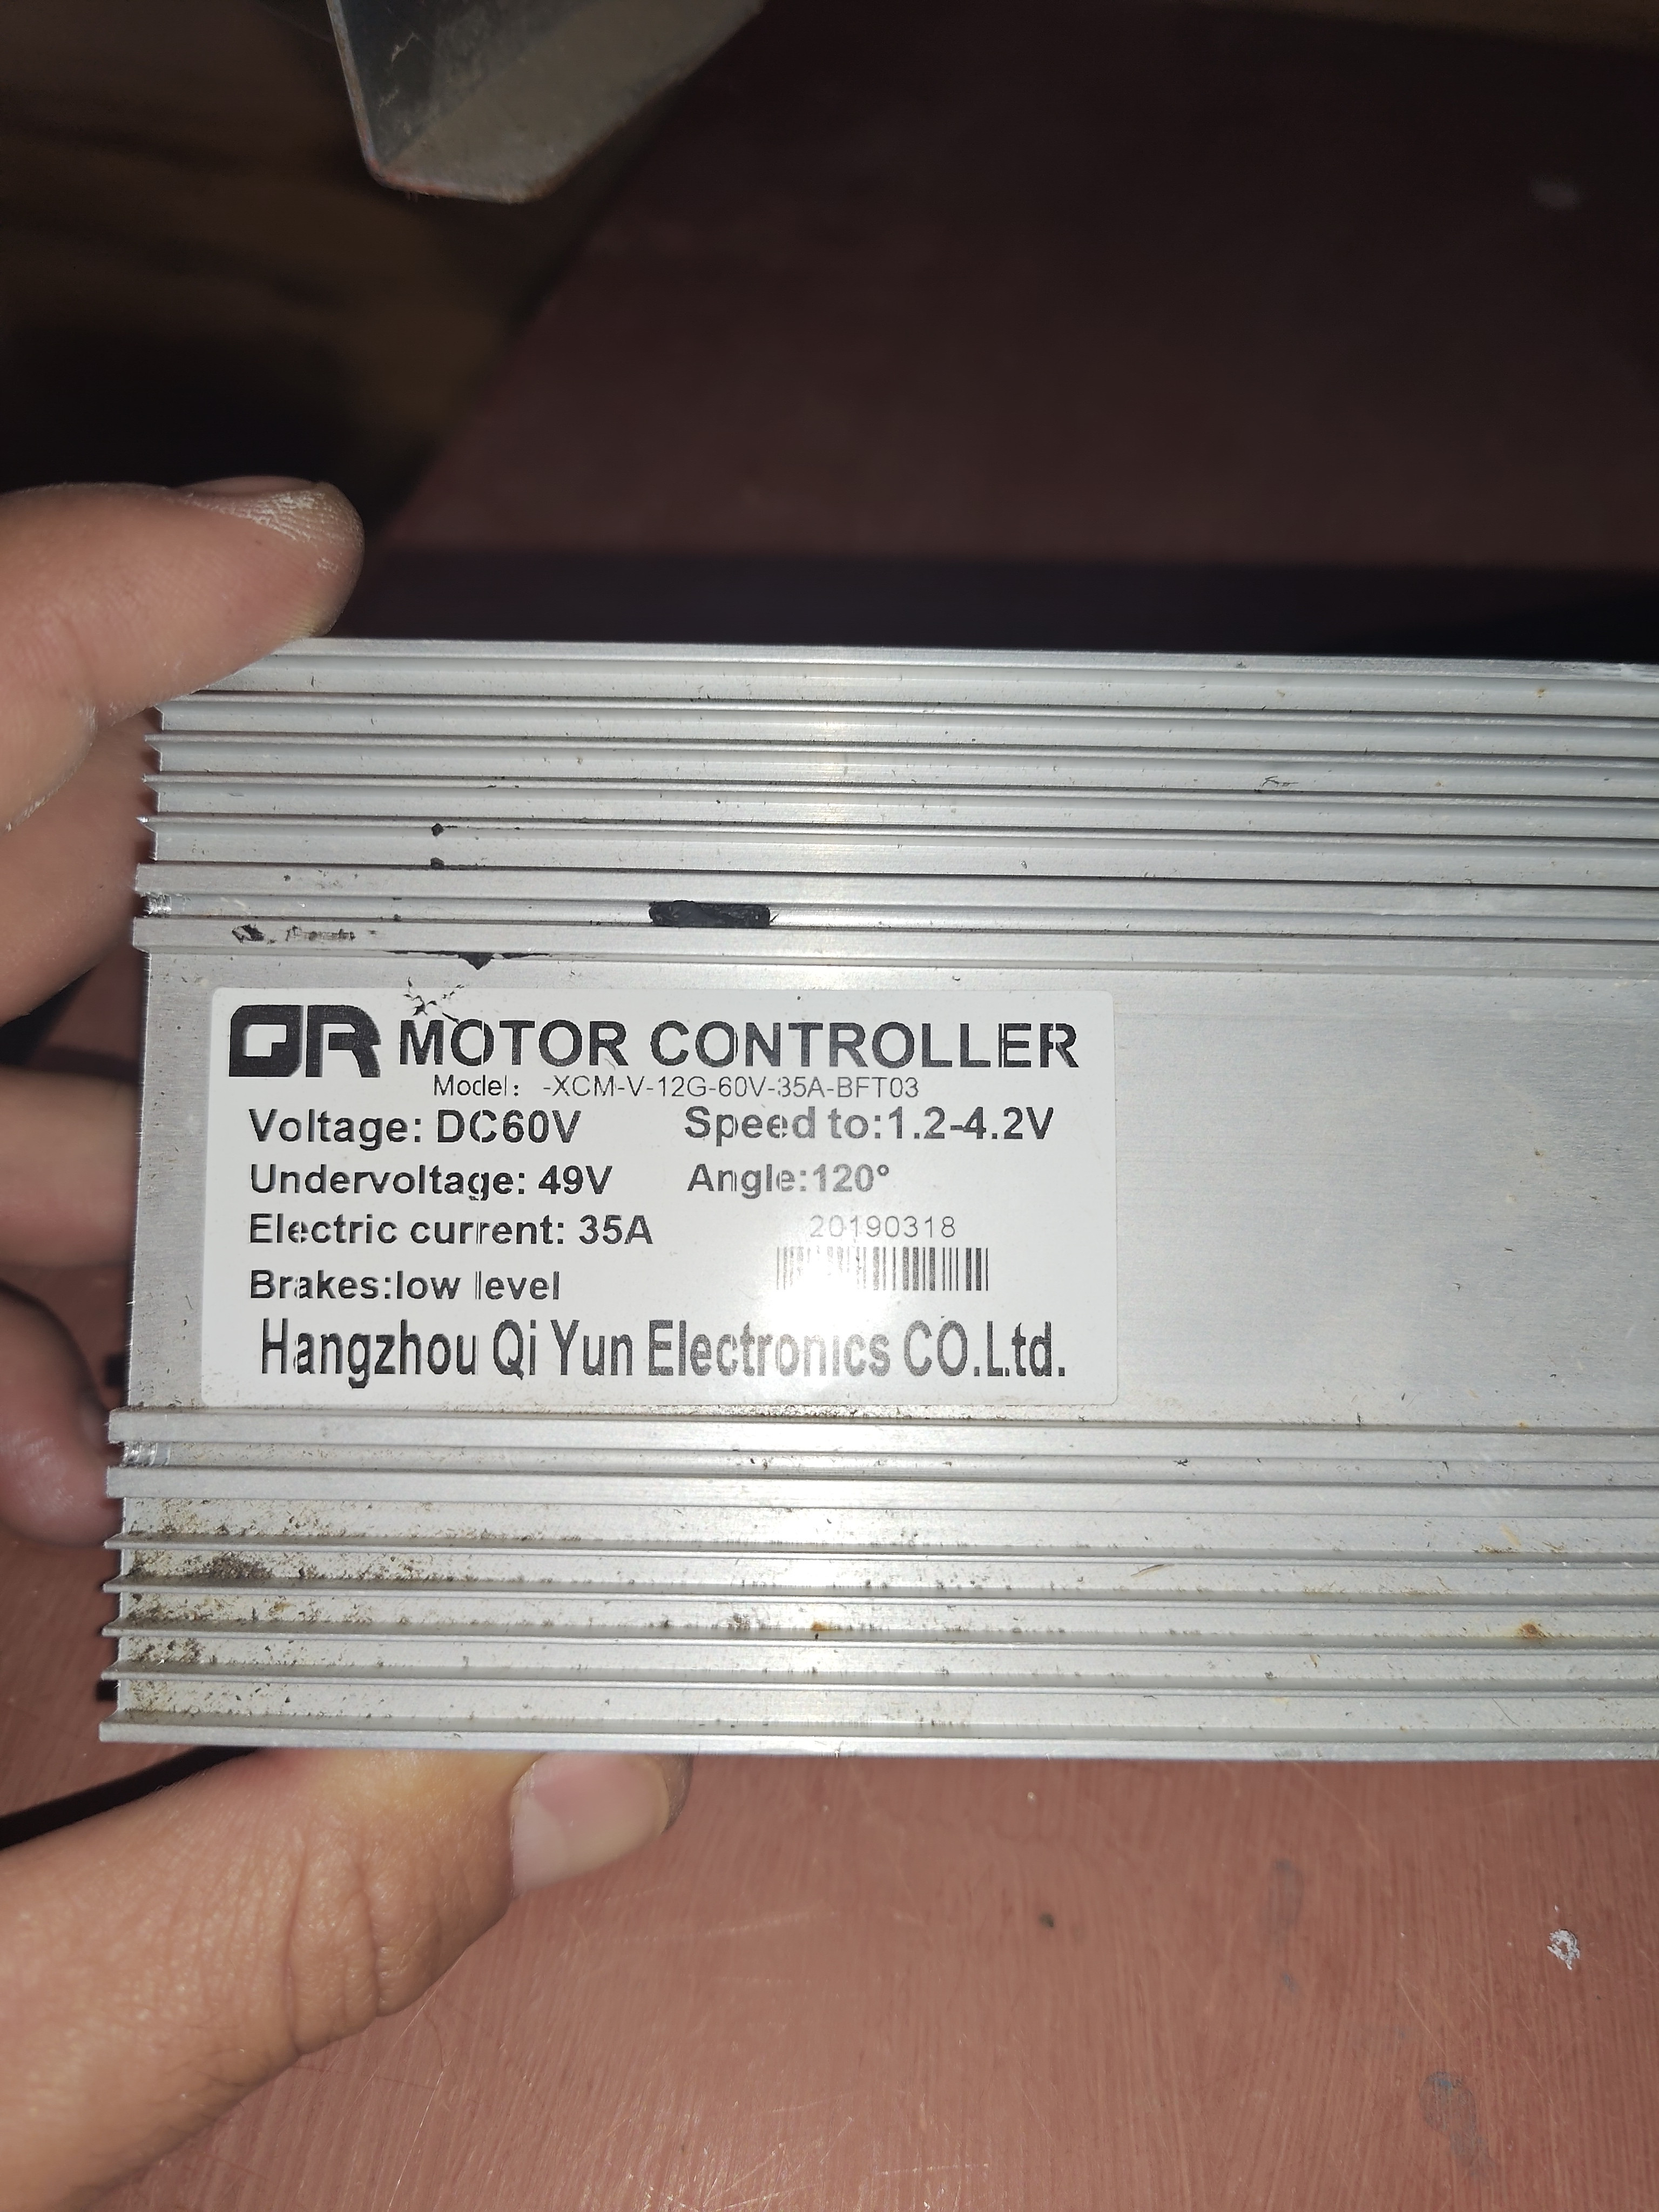 QR MOTOR CONTROLLER
Model: -XCM-V-12G-60V-35A-BFT03
Voltage: DC60V Speed to:1.2-4.2V
Undervoltage: 49V Angle:120°
Electric current: 35A 20190318
Brakes:low level
Hangzhou Qi Yun Electronics CO.Ltd.